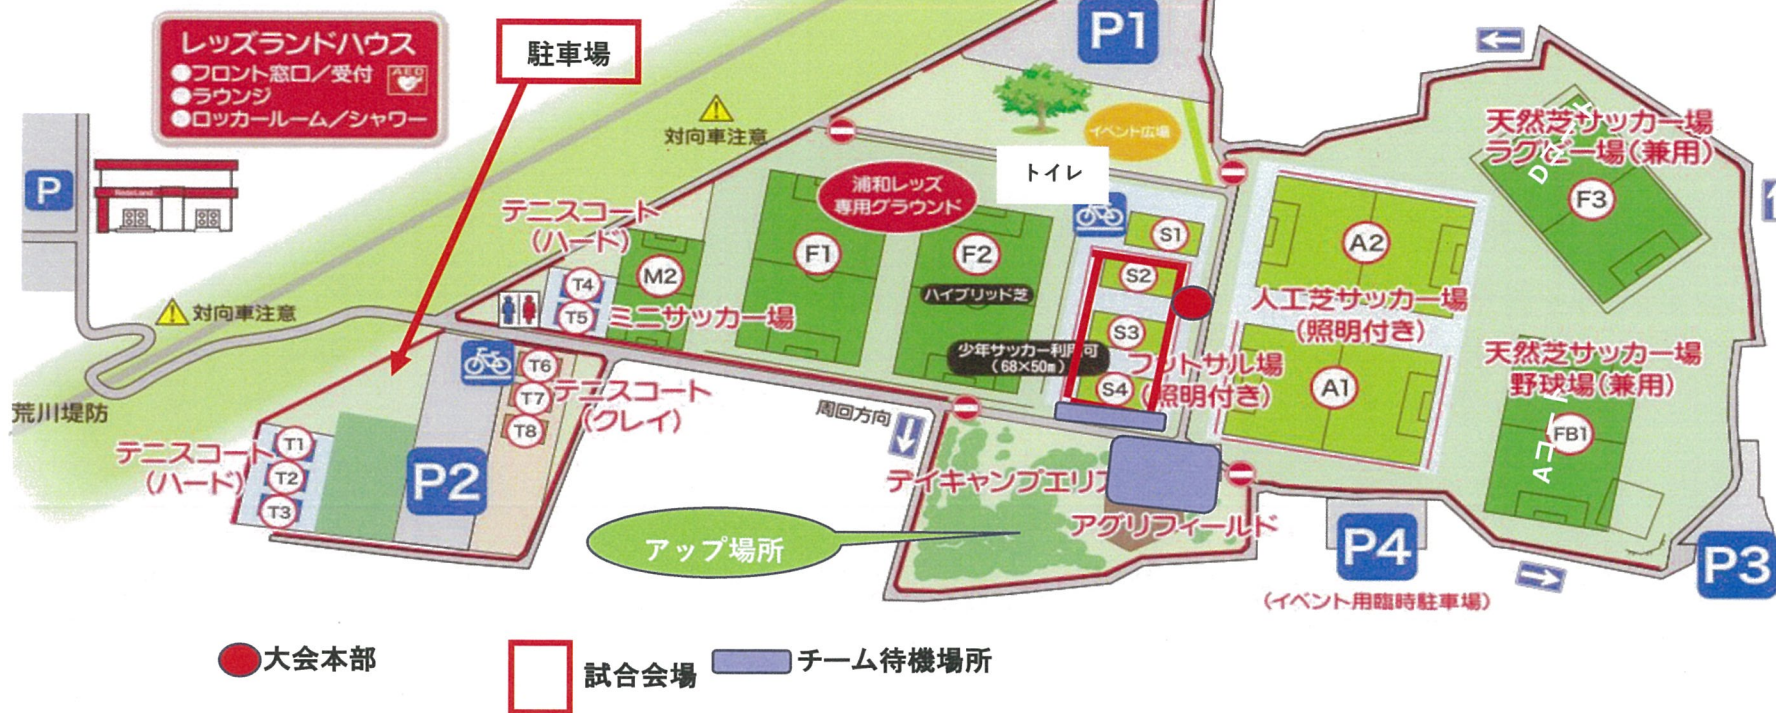 レッズランドハウス
●フロント窓口／受付
AED
●ラウンジ
●ロッカールーム／シャワー
駐車場
P1
対向車注意
イベント広場
トイレ
天然芝サッカー場
ラグビー場（兼用）
F3
P
RedsLand
テニスコート
（ハード）
浦和レッズ
専用グラウンド
F1
F2
ハイブリッド芝
M2
T4
T5
ミニサッカー場
S1
S2
S3
S4
A2
人工芝サッカー場
（照明付き）
A1
対向車注意
少年サッカー利用可
（68×50m）
フットサル場
（照明付き）
天然芝サッカー場
野球場（兼用）
FB1
荒川堤防
T6
T7
T8
テニスコート
（クレイ）
周回方向
テニスコート
（ハード）
T1
T2
T3
P2
デイキャンプエリア
アグリフィールド
アップ場所
P4
（イベント用臨時駐車場）
P3
大会本部
試合会場
チーム待機場所